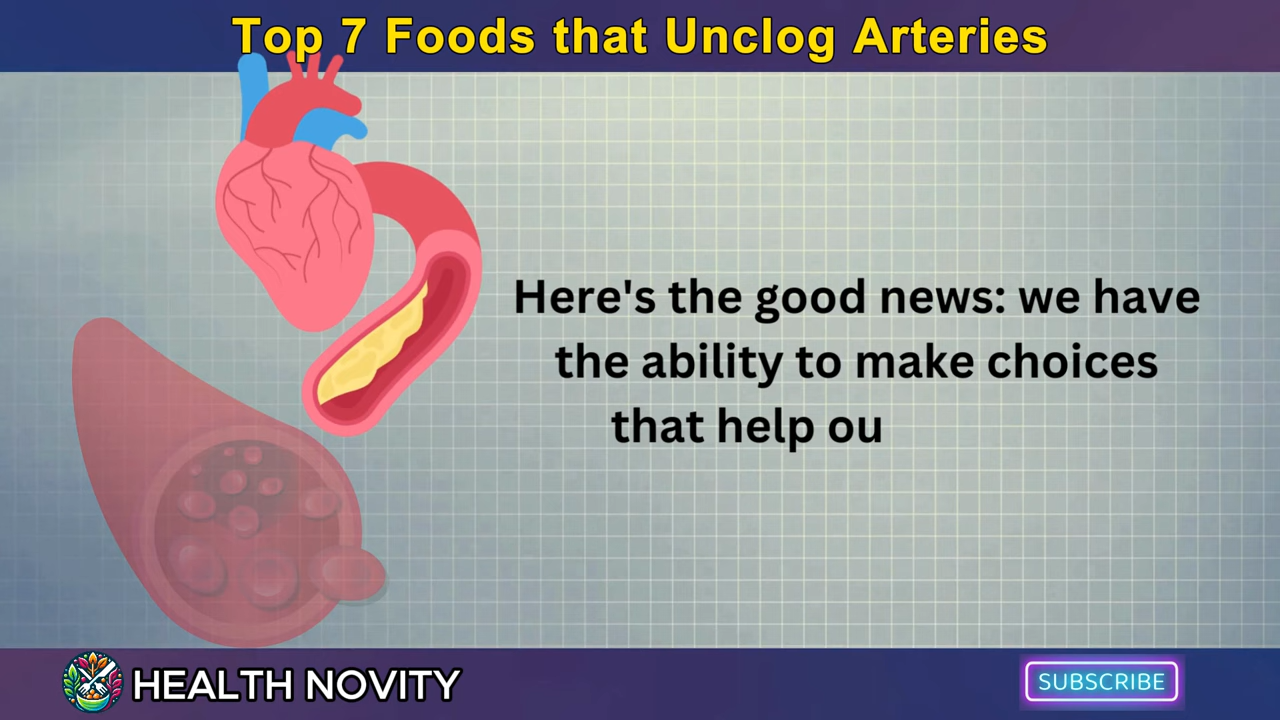 Top 7 Foods that Unclog Arteries
Here's the good news: we have
the ability to make choices
that help ou
HEALTH NOVITY
SUBSCRIBE